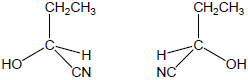 CH₂CH₃ CH₂CH₃
C H H C
HO CN NC OH